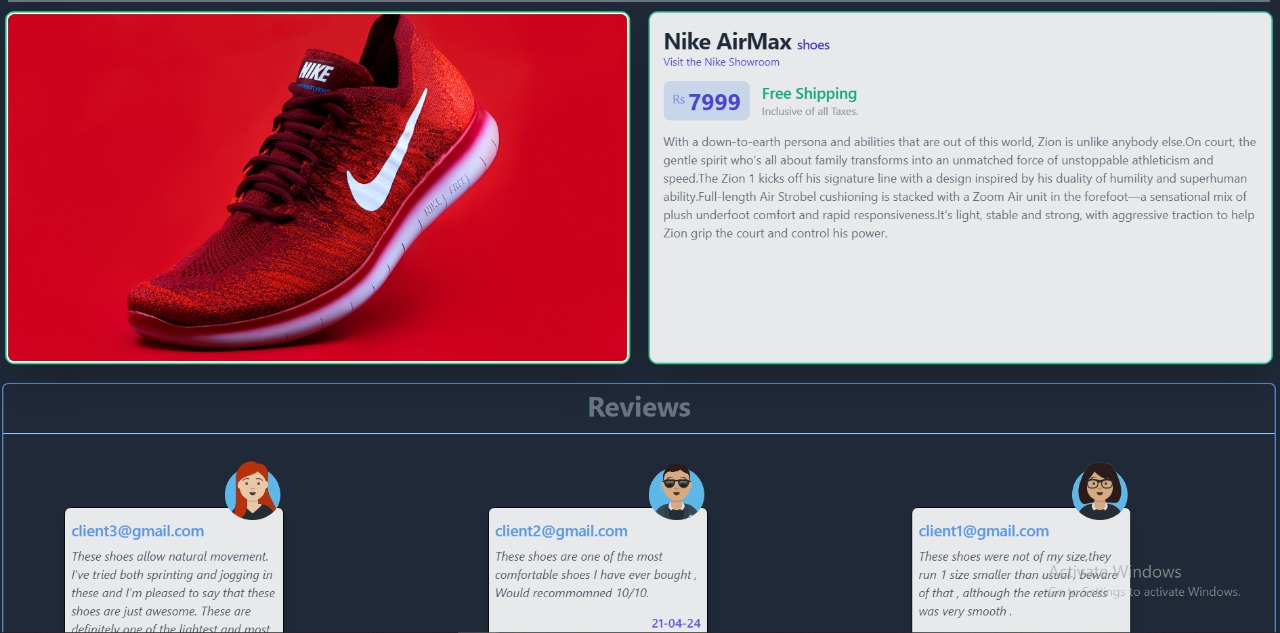 NIKE
NIKE FREE
Nike AirMax shoes
Visit the Nike Showroom
Rs 7999
Free Shipping
Inclusive of all Taxes.
With a down-to-earth persona and abilities that are out of this world, Zion is unlike anybody else.On court, the
gentle spirit who's all about family transforms into an unmatched force of unstoppable athleticism and
speed.The Zion 1 kicks off his signature line with a design inspired by his duality of humility and superhuman
ability.Full-length Air Strobel cushioning is stacked with a Zoom Air unit in the forefoot—a sensational mix of
plush underfoot comfort and rapid responsiveness.It's light, stable and strong, with aggressive traction to help
Zion grip the court and control his power.
Reviews
client3@gmail.com
These shoes allow natural movement.
I've tried both sprinting and jogging in
these and I'm pleased to say that these
shoes are just awesome. These are
definitely one of the lightest and most
client2@gmail.com
These shoes are one of the most
comfortable shoes I have ever bought ,
Would recommomned 10/10.
21-04-24
client1@gmail.com
These shoes were not of my size,they
run 1 size smaller than usual , beware
of that , although the return process
was very smooth .
Activate Windows
Go to Settings to activate Windows.